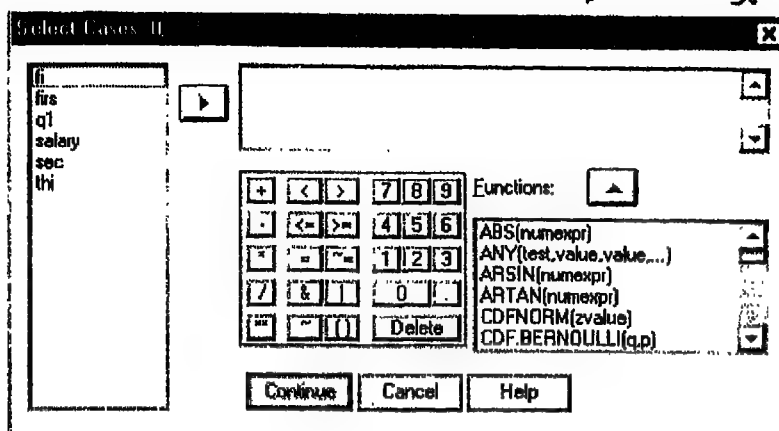 Select Cases: If
fi
firs
q1
salary
sec
thi
+ < > 7 8 9
- <= >= 4 5 6
* = ~= 1 2 3
/ & | 0 .
** ~ () Delete
Functions:
ABS(numexpr)
ANY(test,value,value,...)
ARSIN(numexpr)
ARTAN(numexpr)
CDFNORM(zvalue)
CDF.BERNOULLI(q,p)
Continue Cancel Help